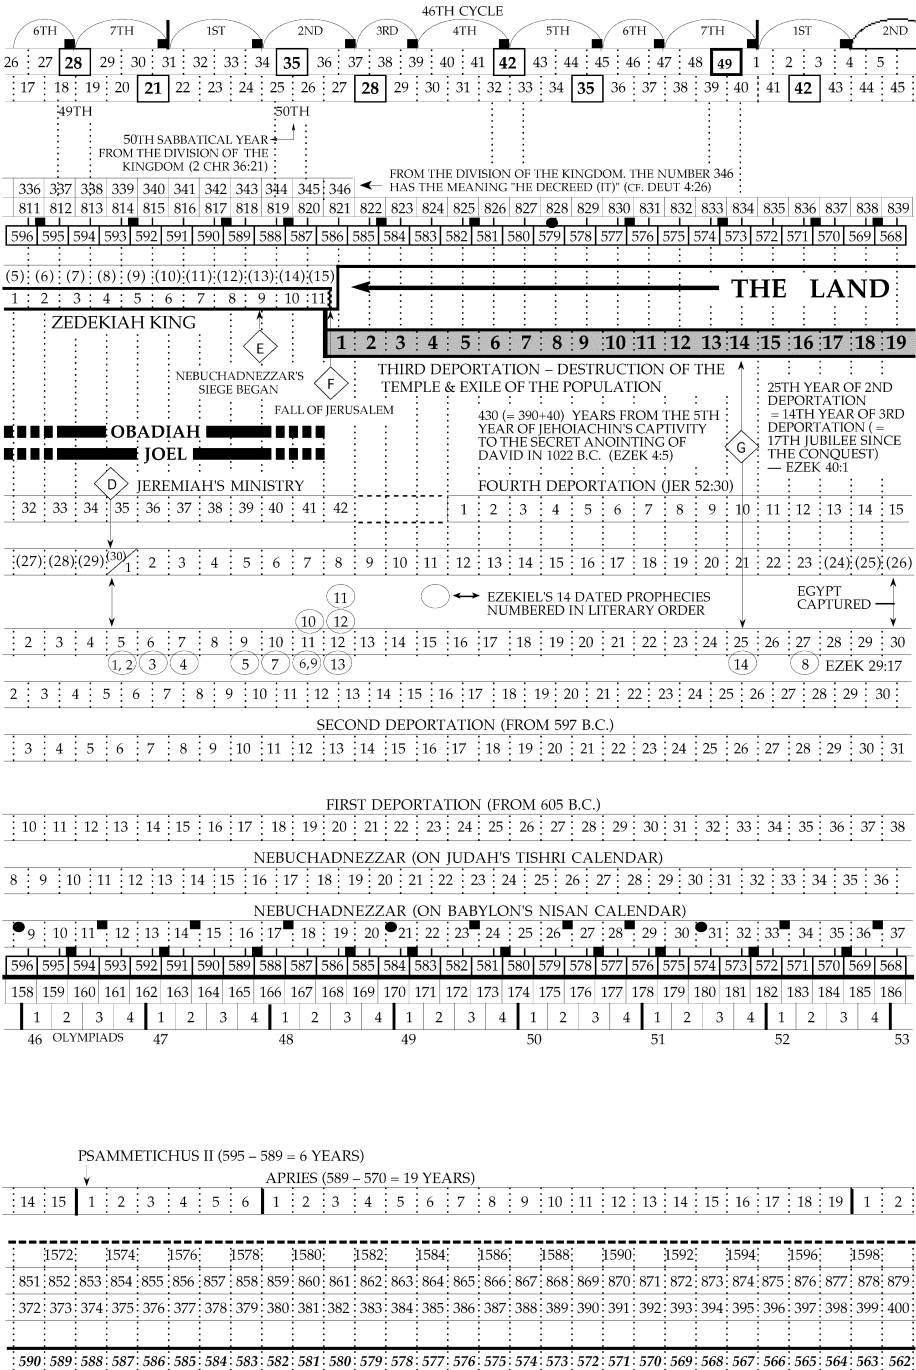 46TH CYCLE
6TH 7TH 1ST 2ND 3RD 4TH 5TH 6TH 7TH 1ST 2ND
26 27 28 29 30 31 32 33 34 35 36 37 38 39 40 41 42 43 44 45 46 47 48 49 1 2 3 4 5
17 18 19 20 21 22 23 24 25 26 27 28 29 30 31 32 33 34 35 36 37 38 39 40 41 42 43 44 45
49TH 50TH
50TH SABBATICAL YEAR
FROM THE DIVISION OF THE
KINGDOM (2 CHR 36:21)
FROM THE DIVISION OF THE KINGDOM. THE NUMBER 346
HAS THE MEANING "HE DECREED (IT)" (CF. DEUT 4:26)
336 337 338 339 340 341 342 343 344 345 346
811 812 813 814 815 816 817 818 819 820 821 822 823 824 825 826 827 828 829 830 831 832 833 834 835 836 837 838 839
596 595 594 593 592 591 590 589 588 587 586 585 584 583 582 581 580 579 578 577 576 575 574 573 572 571 570 569 568
(5) (6) (7) (8) (9) (10) (11) (12) (13) (14) (15)
THE LAND
1 2 3 4 5 6 7 8 9 10 11
ZEDEKIAH KING
1 2 3 4 5 6 7 8 9 10 11 12 13 14 15 16 17 18 19
E
NEBUCHADNEZZAR'S
SIEGE BEGAN
F
FALL OF JERUSALEM
THIRD DEPORTATION – DESTRUCTION OF THE
TEMPLE & EXILE OF THE POPULATION
430 (= 390+40) YEARS FROM THE 5TH
YEAR OF JEHOIACHIN'S CAPTIVITY
TO THE SECRET ANOINTING OF
DAVID IN 1022 B.C. (EZEK 4:5)
G
25TH YEAR OF 2ND
DEPORTATION
= 14TH YEAR OF 3RD
DEPORTATION ( =
17TH JUBILEE SINCE
THE CONQUEST)
— EZEK 40:1
OBADIAH
JOEL
D
JEREMIAH'S MINISTRY
FOURTH DEPORTATION (JER 52:30)
32 33 34 35 36 37 38 39 40 41 42 1 2 3 4 5 6 7 8 9 10 11 12 13 14 15
(27) (28) (29) (30)/1 2 3 4 5 6 7 8 9 10 11 12 13 14 15 16 17 18 19 20 21 22 23 (24) (25) (26)
11
10 12
EZEKIEL'S 14 DATED PROPHECIES
NUMBERED IN LITERARY ORDER
EGYPT
CAPTURED
2 3 4 5 6 7 8 9 10 11 12 13 14 15 16 17 18 19 20 21 22 23 24 25 26 27 28 29 30
1, 2 3 4 5 7 6,9 13 14 8 EZEK 29:17
2 3 4 5 6 7 8 9 10 11 12 13 14 15 16 17 18 19 20 21 22 23 24 25 26 27 28 29 30
SECOND DEPORTATION (FROM 597 B.C.)
3 4 5 6 7 8 9 10 11 12 13 14 15 16 17 18 19 20 21 22 23 24 25 26 27 28 29 30 31
FIRST DEPORTATION (FROM 605 B.C.)
10 11 12 13 14 15 16 17 18 19 20 21 22 23 24 25 26 27 28 29 30 31 32 33 34 35 36 37 38
NEBUCHADNEZZAR (ON JUDAH'S TISHRI CALENDAR)
8 9 10 11 12 13 14 15 16 17 18 19 20 21 22 23 24 25 26 27 28 29 30 31 32 33 34 35 36
NEBUCHADNEZZAR (ON BABYLON'S NISAN CALENDAR)
9 10 11 12 13 14 15 16 17 18 19 20 21 22 23 24 25 26 27 28 29 30 31 32 33 34 35 36 37
596 595 594 593 592 591 590 589 588 587 586 585 584 583 582 581 580 579 578 577 576 575 574 573 572 571 570 569 568
158 159 160 161 162 163 164 165 166 167 168 169 170 171 172 173 174 175 176 177 178 179 180 181 182 183 184 185 186
1 2 3 4 1 2 3 4 1 2 3 4 1 2 3 4 1 2 3 4 1 2 3 4 1 2 3 4
46 OLYMPIADS 47 48 49 50 51 52 53
PSAMMETICHUS II (595 – 589 = 6 YEARS)
APRIES (589 – 570 = 19 YEARS)
14 15 1 2 3 4 5 6 1 2 3 4 5 6 7 8 9 10 11 12 13 14 15 16 17 18 19 1 2
1572 1574 1576 1578 1580 1582 1584 1586 1588 1590 1592 1594 1596 1598
851 852 853 854 855 856 857 858 859 860 861 862 863 864 865 866 867 868 869 870 871 872 873 874 875 876 877 878 879
372 373 374 375 376 377 378 379 380 381 382 383 384 385 386 387 388 389 390 391 392 393 394 395 396 397 398 399 400
590 589 588 587 586 585 584 583 582 581 580 579 578 577 576 575 574 573 572 571 570 569 568 567 566 565 564 563 562